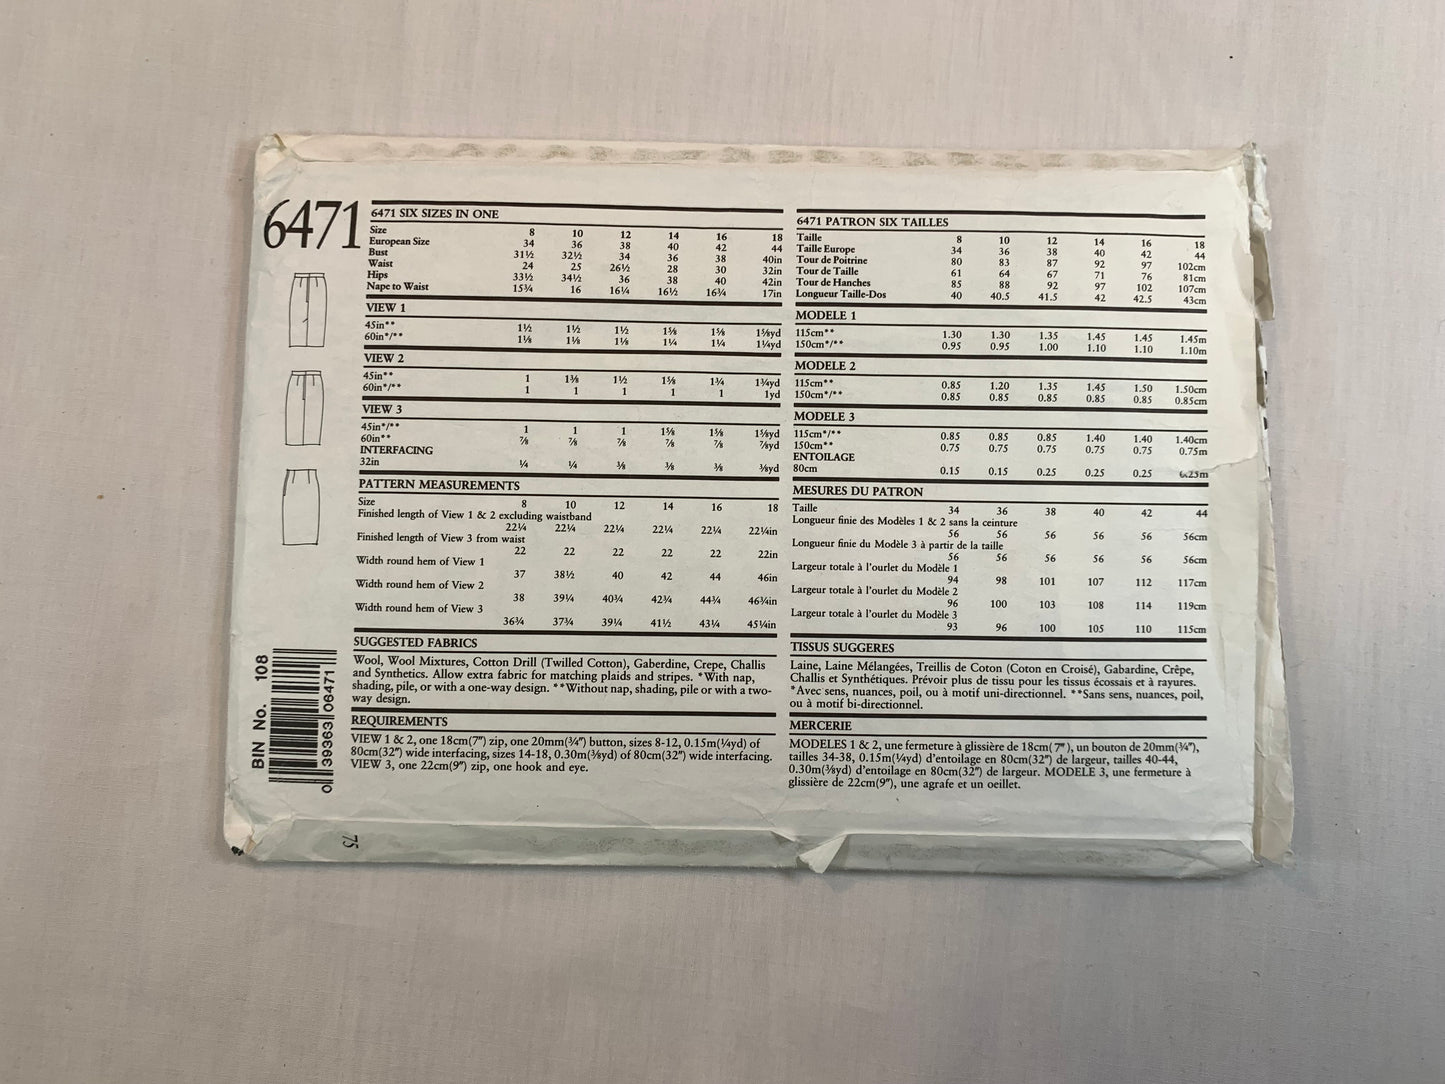 6471
6471 SIX SIZES IN ONE
Size 8 10 12 14 16 18
European Size 34 36 38 40 42 44
Bust 31½ 32½ 34 36 38 40in
Waist 24 25 26½ 28 30 32in
Hips 33½ 34½ 36 38 40 42in
Nape to Waist 15¾ 16 16¼ 16½ 16¾ 17in
VIEW 1
45in** 1½ 1½ 1½ 1⅝ 1⅝ 1⅝yd
60in*/** 1⅛ 1⅛ 1⅛ 1¼ 1¼ 1¼yd
VIEW 2
45in** 1 1⅜ 1½ 1⅝ 1¾ 1¾yd
60in*/** 1 1 1 1 1 1yd
VIEW 3
45in*/** 1 1 1 1⅝ 1⅝ 1⅝yd
60in** ⅞ ⅞ ⅞ ⅞ ⅞ ⅞yd
INTERFACING
32in ¼ ¼ ⅜ ⅜ ⅜ ⅜yd
PATTERN MEASUREMENTS
Size 8 10 12 14 16 18
Finished length of View 1 & 2 excluding waistband
22¼ 22¼ 22¼ 22¼ 22¼ 22¼in
Finished length of View 3 from waist
22 22 22 22 22 22in
Width round hem of View 1
37 38½ 40 42 44 46in
Width round hem of View 2
38 39¼ 40¾ 42¾ 44¾ 46¾in
Width round hem of View 3
36¾ 37¾ 39¼ 41½ 43¼ 45¼in
SUGGESTED FABRICS
Wool, Wool Mixtures, Cotton Drill (Twilled Cotton), Gaberdine, Crepe, Challis
and Synthetics. Allow extra fabric for matching plaids and stripes. *With nap,
shading, pile, or with a one-way design. **Without nap, shading, pile or with a two-
way design.
REQUIREMENTS
VIEW 1 & 2, one 18cm(7″) zip, one 20mm(¾″) button, sizes 8-12, 0.15m(¼yd) of
80cm(32″) wide interfacing, sizes 14-18, 0.30m(⅜yd) of 80cm(32″) wide interfacing.
VIEW 3, one 22cm(9″) zip, one hook and eye.
6471 PATRON SIX TAILLES
Taille 8 10 12 14 16 18
Taille Europe 34 36 38 40 42 44
Tour de Poitrine 80 83 87 92 97 102cm
Tour de Taille 61 64 67 71 76 81cm
Tour de Hanches 85 88 92 97 102 107cm
Longueur Taille-Dos 40 40.5 41.5 42 42.5 43cm
MODELE 1
115cm** 1.30 1.30 1.35 1.45 1.45 1.45m
150cm*/** 0.95 0.95 1.00 1.10 1.10 1.10m
MODELE 2
115cm** 0.85 1.20 1.35 1.45 1.50 1.50cm
150cm*/** 0.85 0.85 0.85 0.85 0.85 0.85cm
MODELE 3
115cm*/** 0.85 0.85 0.85 1.40 1.40 1.40cm
150cm** 0.75 0.75 0.75 0.75 0.75 0.75m
ENTOILAGE
80cm 0.15 0.15 0.25 0.25 0.25 0.25m
MESURES DU PATRON
Taille 34 36 38 40 42 44
Longueur finie des Modèles 1 & 2 sans la ceinture
56 56 56 56 56 56cm
Longueur finie du Modèle 3 à partir de la taille
56 56 56 56 56 56cm
Largeur totale à l'ourlet du Modèle 1
94 98 101 107 112 117cm
Largeur totale à l'ourlet du Modèle 2
96 100 103 108 114 119cm
Largeur totale à l'ourlet du Modèle 3
93 96 100 105 110 115cm
TISSUS SUGGERES
Laine, Laine Mélangées, Treillis de Coton (Coton en Croisé), Gabardine, Crêpe,
Challis et Synthétiques. Prévoir plus de tissu pour les tissus écossais et à rayures.
*Avec sens, nuances, poil, ou à motif uni-directionnel. **Sans sens, nuances, poil,
ou à motif bi-directionnel.
MERCERIE
MODELES 1 & 2, une fermeture à glissière de 18cm(7″), un bouton de 20mm(¾″),
tailles 34-38, 0.15m(¼yd) d'entoilage en 80cm(32″) de largeur, tailles 40-44,
0.30m(⅜yd) d'entoilage en 80cm(32″) de largeur. MODELE 3, une fermeture à
glissière de 22cm(9″), une agrafe et un oeillet.
BIN No. 108
0 39363 06471
75